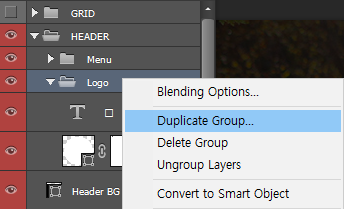 GRID
HEADER
Menu
Logo
Blending Options...
T
Duplicate Group...
Delete Group
Ungroup Layers
Convert to Smart Object
Header BG